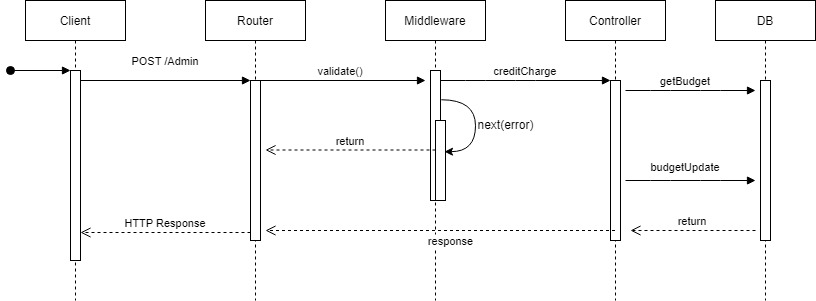 Client
Router
Middleware
Controller
DB
POST /Admin
validate()
creditCharge
getBudget
next(error)
return
budgetUpdate
HTTP Response
return
response